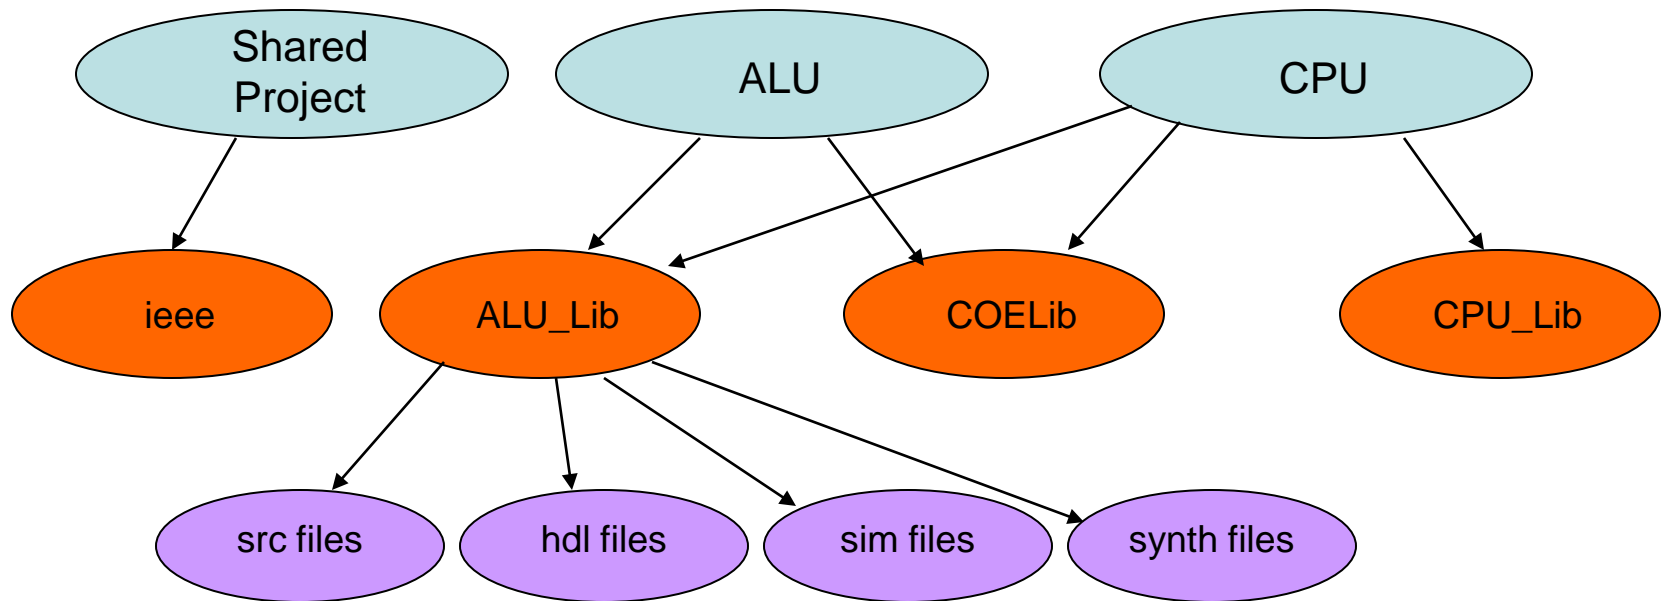 Shared
Project
ALU
CPU
ieee
ALU_Lib
COELib
CPU_Lib
src files
hdl files
sim files
synth files